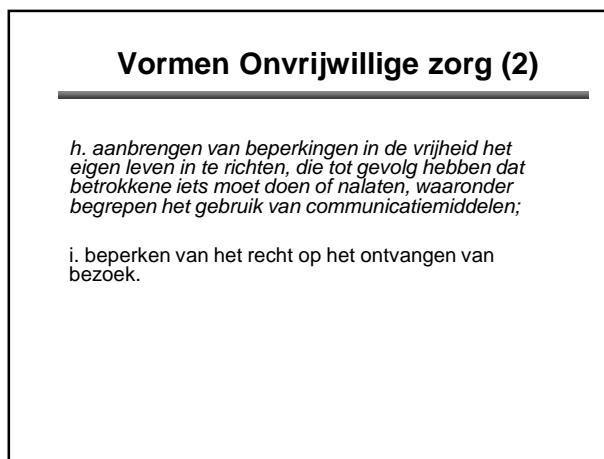 Vormen Onvrijwillige zorg (2)
h. aanbrengen van beperkingen in de vrijheid het
eigen leven in te richten, die tot gevolg hebben dat
betrokkene iets moet doen of nalaten, waaronder
begrepen het gebruik van communicatiemiddelen;
i. beperken van het recht op het ontvangen van
bezoek.